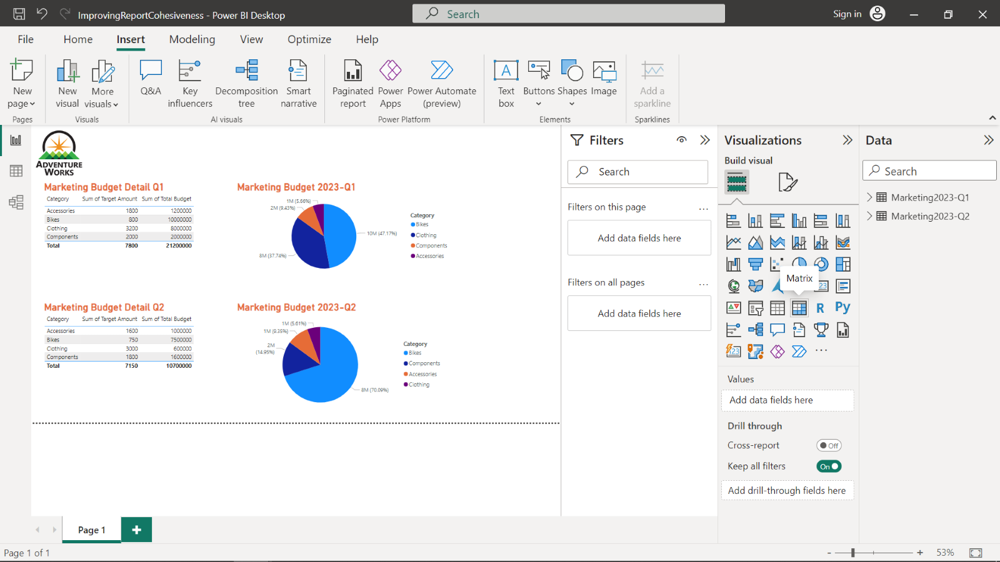 ImprovingReportCohesiveness - Power BI Desktop
Search
Sign in
File Home Insert Modeling View Optimize Help
New page
New visual
More visuals
Q&A
Key influencers
Decomposition tree
Smart narrative
Paginated report
Power Apps
Power Automate (preview)
Text box
Buttons
Shapes
Image
Add a sparkline
Pages
Visuals
AI visuals
Power Platform
Elements
Sparklines
ADVENTURE
WORKS
Marketing Budget Detail Q1
Category Sum of Target Amount Sum of Total Budget
Accessories 1800 1200000
Bikes 800 10000000
Clothing 3200 8000000
Components 2000 2000000
Total 7800 21200000
Marketing Budget 2023-Q1
1M (5.66%)
2M (9.43%)
10M (47.17%)
8M (37.74%)
Category
Bikes
Clothing
Components
Accessories
Marketing Budget Detail Q2
Category Sum of Target Amount Sum of Total Budget
Accessories 1600 1000000
Bikes 750 7500000
Clothing 3000 600000
Components 1800 1600000
Total 7150 10700000
Marketing Budget 2023-Q2
1M (5.61%)
1M (9.35%)
2M
(14.95%)
8M (70.09%)
Category
Bikes
Components
Accessories
Clothing
Filters
Search
Filters on this page
...
Add data fields here
Filters on all pages
...
Add data fields here
Visualizations
Build visual
Matrix
123
R Py
123
...
Values
Add data fields here
Drill through
Cross-report Off
Keep all filters On
Add drill-through fields here
Data
Search
Marketing2023-Q1
Marketing2023-Q2
Page 1
+
Page 1 of 1
- + 53%